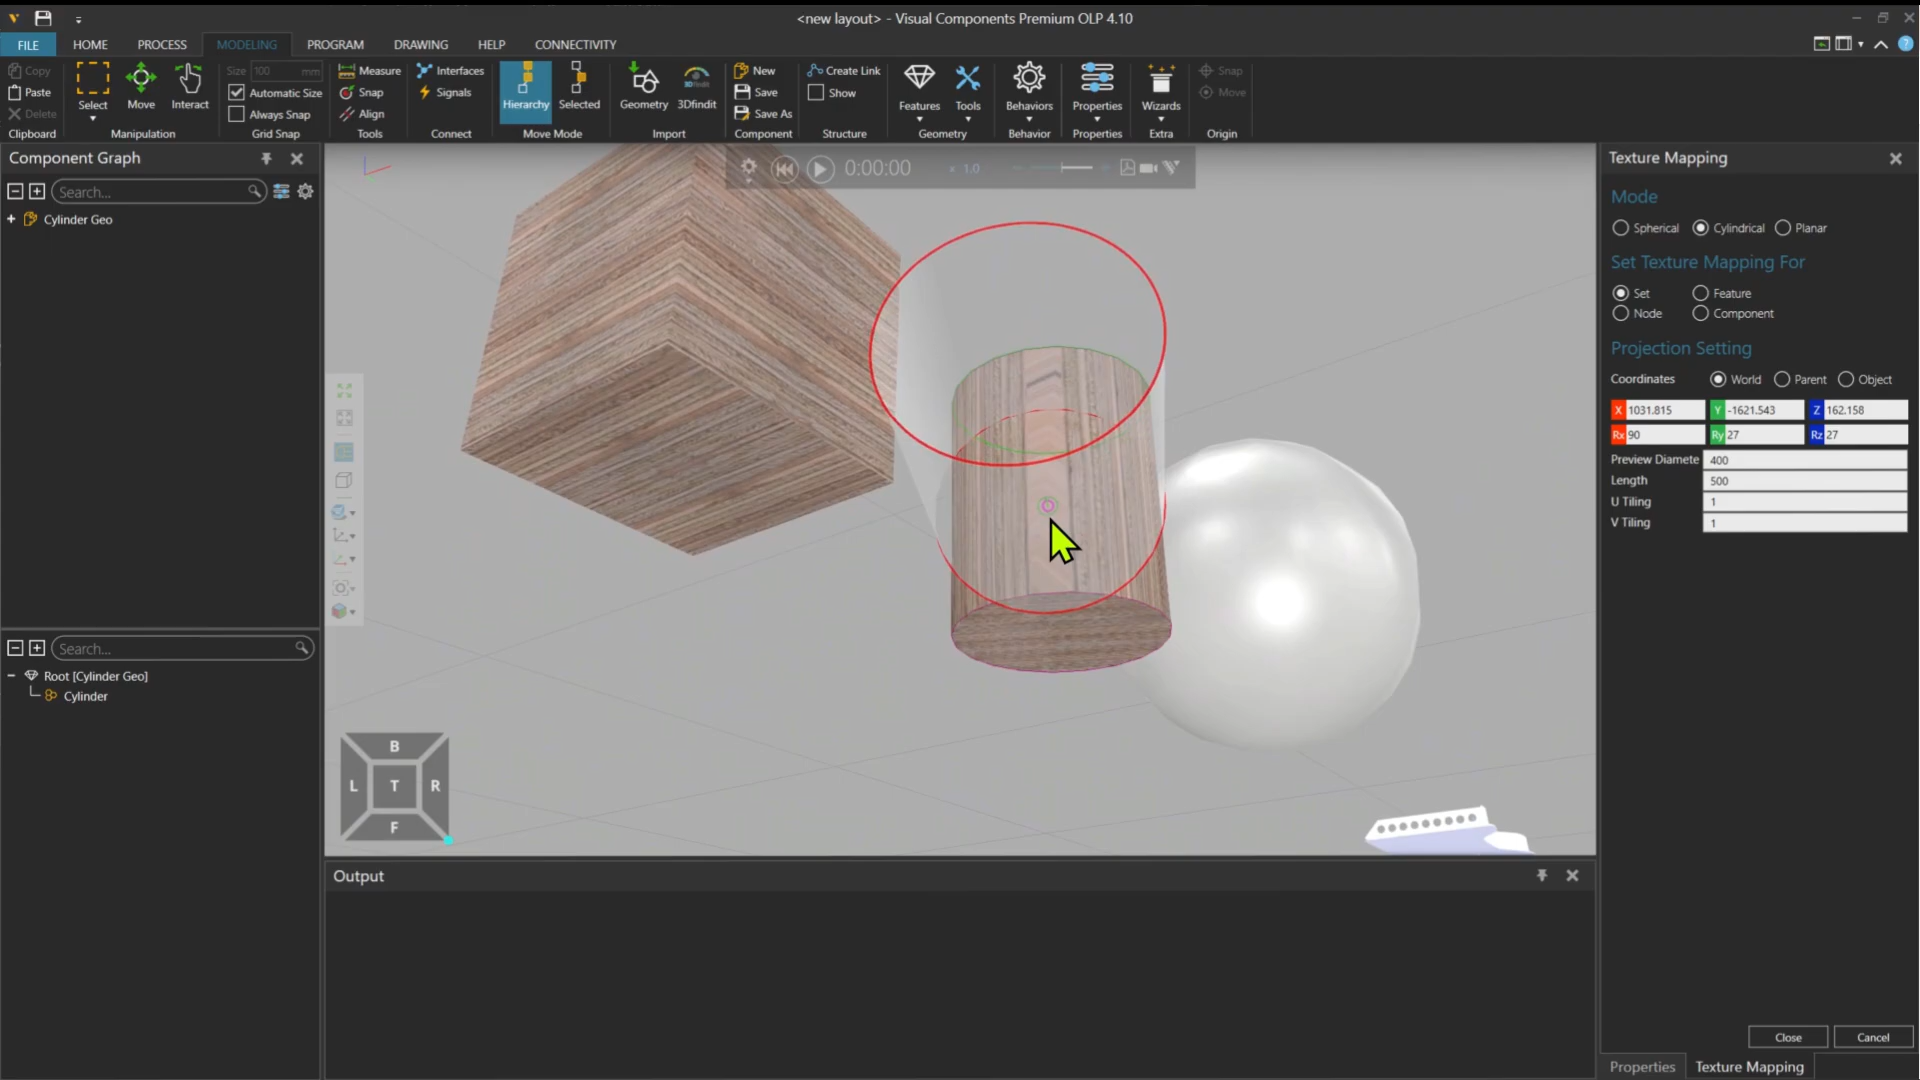 <new layout> - Visual Components Premium OLP 4.10
FILE HOME PROCESS MODELING PROGRAM DRAWING HELP CONNECTIVITY
Copy
Paste
Delete
Clipboard
Select
Move
Interact
Manipulation
Size 100 mm
Automatic Size
Always Snap
Grid Snap
Measure
Snap
Align
Tools
Interfaces
Signals
Connect
Hierarchy
Selected
Move Mode
Geometry
3Dfindit
Import
New
Save
Save As
Component
Create Link
Show
Structure
Features
Tools
Geometry
Behaviors
Behavior
Properties
Properties
Wizards
Extra
Snap
Move
Origin
Component Graph
Search...
Cylinder Geo
Search...
Root [Cylinder Geo]
Cylinder
0:00:00 x 1.0
B
L T R
F
Output
Texture Mapping
Mode
Spherical Cylindrical Planar
Set Texture Mapping For
Set Feature
Node Component
Projection Setting
Coordinates World Parent Object
X 1031.815 Y -1621.543 Z 162.158
Rx 90 Ry 27 Rz 27
Preview Diamete 400
Length 500
U Tiling 1
V Tiling 1
Close Cancel
Properties Texture Mapping